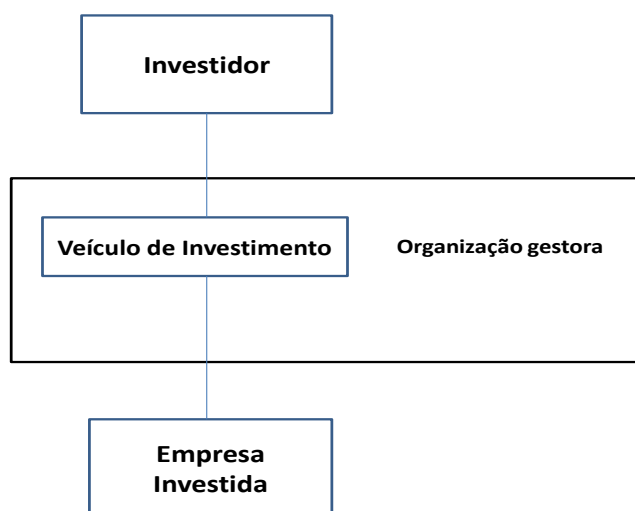 Investidor
Veículo de Investimento
Organização gestora
Empresa
Investida